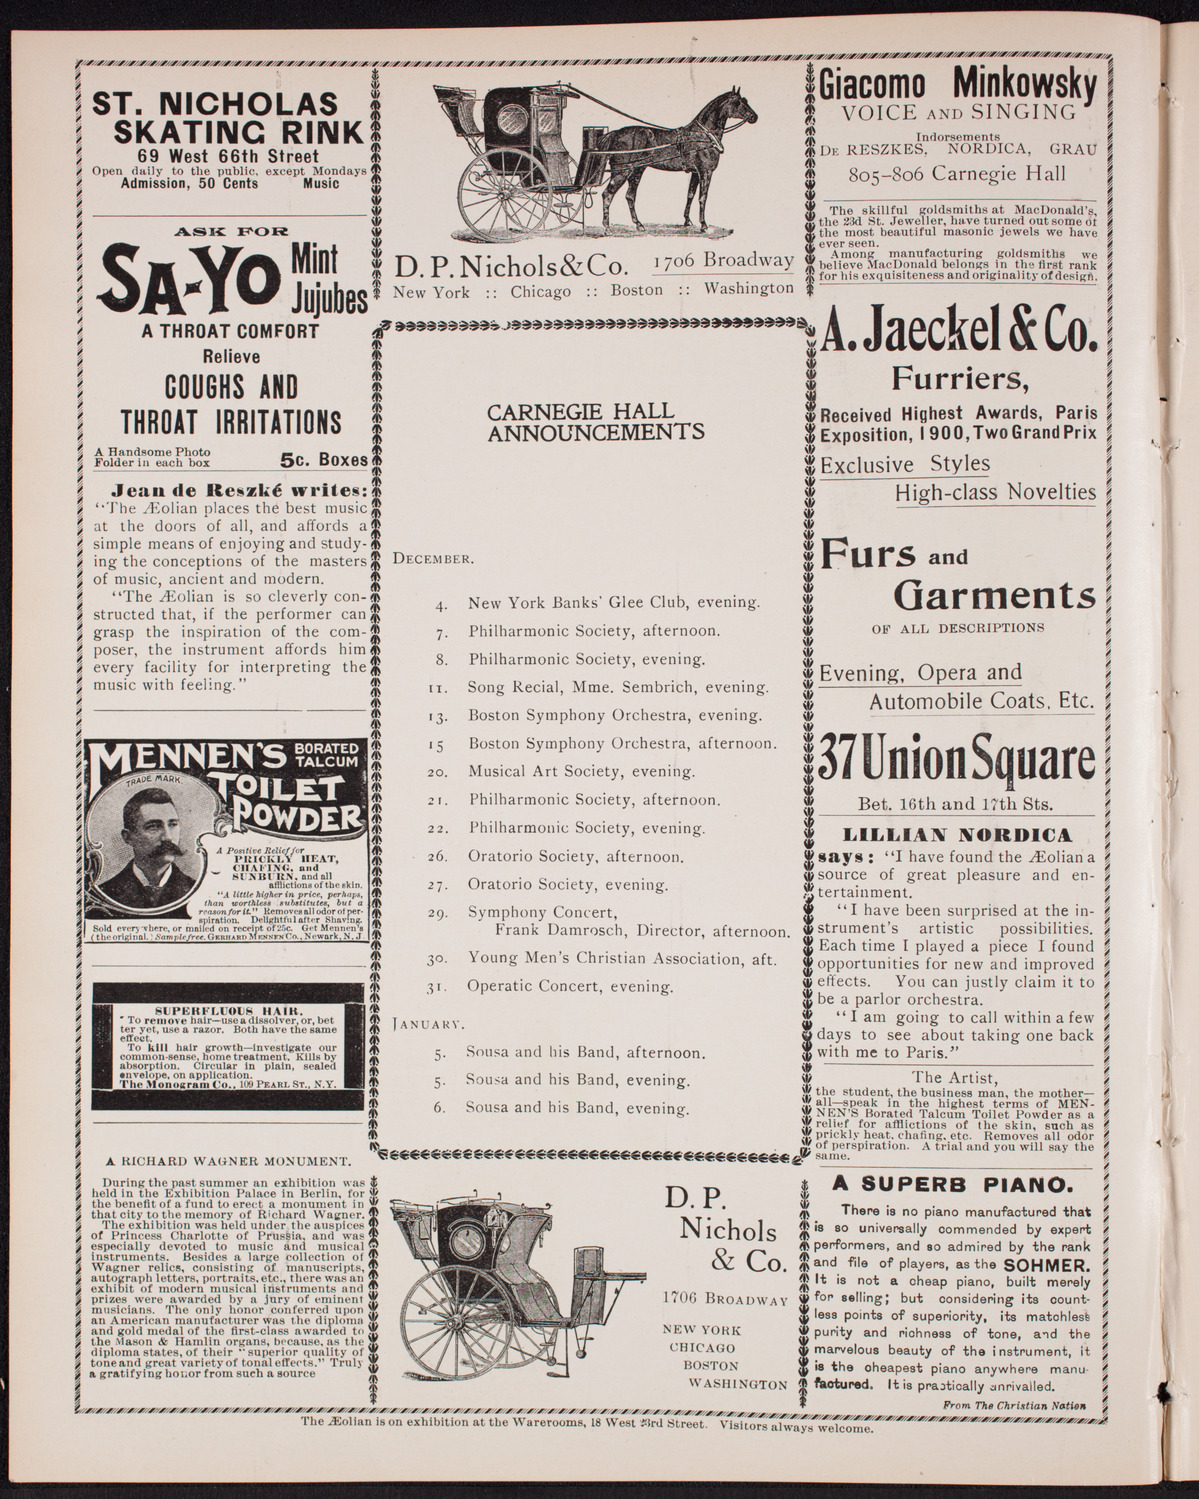 ST. NICHOLAS
SKATING RINK
69 West 66th Street
Open daily to the public, except Mondays
Admission, 50 Cents Music
ASK FOR
SA-YO Mint
Jujubes
A THROAT COMFORT
Relieve
COUGHS AND
THROAT IRRITATIONS
A Handsome Photo
Folder in each box
5c. Boxes
Jean de Reszké writes:
"The Æolian places the best music
at the doors of all, and affords a
simple means of enjoying and study-
ing the conceptions of the masters
of music, ancient and modern.
"The Æolian is so cleverly con-
structed that, if the performer can
grasp the inspiration of the com-
poser, the instrument affords him
every facility for interpreting the
music with feeling."
MENNEN'S BORATED
TALCUM
TOILET
POWDER
TRADE MARK.
A Positive Relief for
PRICKLY HEAT,
CHAFING, and
SUNBURN, and all
afflictions of the skin.
"A little higher in price, perhaps,
than worthless substitutes, but a
reason for it." Removes all odor of per-
spiration. Delightful after Shaving.
Sold everywhere, or mailed on receipt of 25c. Get Mennen's
(the original.) Sample free. GERHARD MENNEN CO., Newark, N. J.
SUPERFLUOUS HAIR.
To remove hair—use a dissolver, or, bet
ter yet, use a razor. Both have the same
effect.
To kill hair growth—investigate our
common-sense, home treatment. Kills by
absorption. Circular in plain, sealed
envelope, on application.
The Monogram Co., 109 PEARL ST., N.Y.
A RICHARD WAGNER MONUMENT.
During the past summer an exhibition was
held in the Exhibition Palace in Berlin, for
the benefit of a fund to erect a monument in
that city to the memory of Richard Wagner.
The exhibition was held under the auspices
of Princess Charlotte of Prussia, and was
especially devoted to music and musical
instruments. Besides a large collection of
Wagner relics, consisting of manuscripts,
autograph letters, portraits, etc., there was an
exhibit of modern musical instruments and
prizes were awarded by a jury of eminent
musicians. The only honor conferred upon
an American manufacturer was the diploma
and gold medal of the first-class awarded to
the Mason & Hamlin organs, because, as the
diploma states, of their "superior quality of
tone and great variety of tonal effects." Truly
a gratifying honor from such a source
D. P. Nichols & Co. 1706 Broadway
New York :: Chicago :: Boston :: Washington
CARNEGIE HALL
ANNOUNCEMENTS
DECEMBER.
4. New York Banks' Glee Club, evening.
7. Philharmonic Society, afternoon.
8. Philharmonic Society, evening.
11. Song Recial, Mme. Sembrich, evening.
13. Boston Symphony Orchestra, evening.
15 Boston Symphony Orchestra, afternoon.
20. Musical Art Society, evening.
21. Philharmonic Society, afternoon.
22. Philharmonic Society, evening.
26. Oratorio Society, afternoon.
27. Oratorio Society, evening.
29. Symphony Concert,
Frank Damrosch, Director, afternoon.
30. Young Men's Christian Association, aft.
31. Operatic Concert, evening.
JANUARY.
5. Sousa and his Band, afternoon.
5. Sousa and his Band, evening.
6. Sousa and his Band, evening.
D. P.
Nichols
& Co.
1706 BROADWAY
NEW YORK
CHICAGO
BOSTON
WASHINGTON
Giacomo Minkowsky
VOICE AND SINGING
Indorsements
DE RESZKES, NORDICA, GRAU
805-806 Carnegie Hall
The skillful goldsmiths at MacDonald's,
the 23d St. Jeweller, have turned out some of
the most beautiful masonic jewels we have
ever seen.
Among manufacturing goldsmiths we
believe MacDonald belongs in the first rank
for his exquisiteness and originality of design.
A. Jaeckel & Co.
Furriers,
Received Highest Awards, Paris
Exposition, 1900, Two Grand Prix
Exclusive Styles
High-class Novelties
Furs and
Garments
OF ALL DESCRIPTIONS
Evening, Opera and
Automobile Coats, Etc.
37 Union Square
Bet. 16th and 17th Sts.
LILLIAN NORDICA
says: "I have found the Æolian a
source of great pleasure and en-
tertainment.
"I have been surprised at the in-
strument's artistic possibilities.
Each time I played a piece I found
opportunities for new and improved
effects. You can justly claim it to
be a parlor orchestra.
"I am going to call within a few
days to see about taking one back
with me to Paris."
The Artist,
the student, the business man, the mother—
all—speak in the highest terms of MEN-
NEN'S Borated Talcum Toilet Powder as a
relief for afflictions of the skin, such as
prickly heat, chafing, etc. Removes all odor
of perspiration. A trial and you will say the
same.
A SUPERB PIANO.
There is no piano manufactured that
is so universally commended by expert
performers, and so admired by the rank
and file of players, as the SOHMER.
It is not a cheap piano, built merely
for selling; but considering its count-
less points of superiority, its matchless
purity and richness of tone, and the
marvelous beauty of the instrument, it
is the cheapest piano anywhere manu-
factured. It is practically unrivalled.
From The Christian Nation
The Æolian is on exhibition at the Warerooms, 18 West 23rd Street. Visitors always welcome.